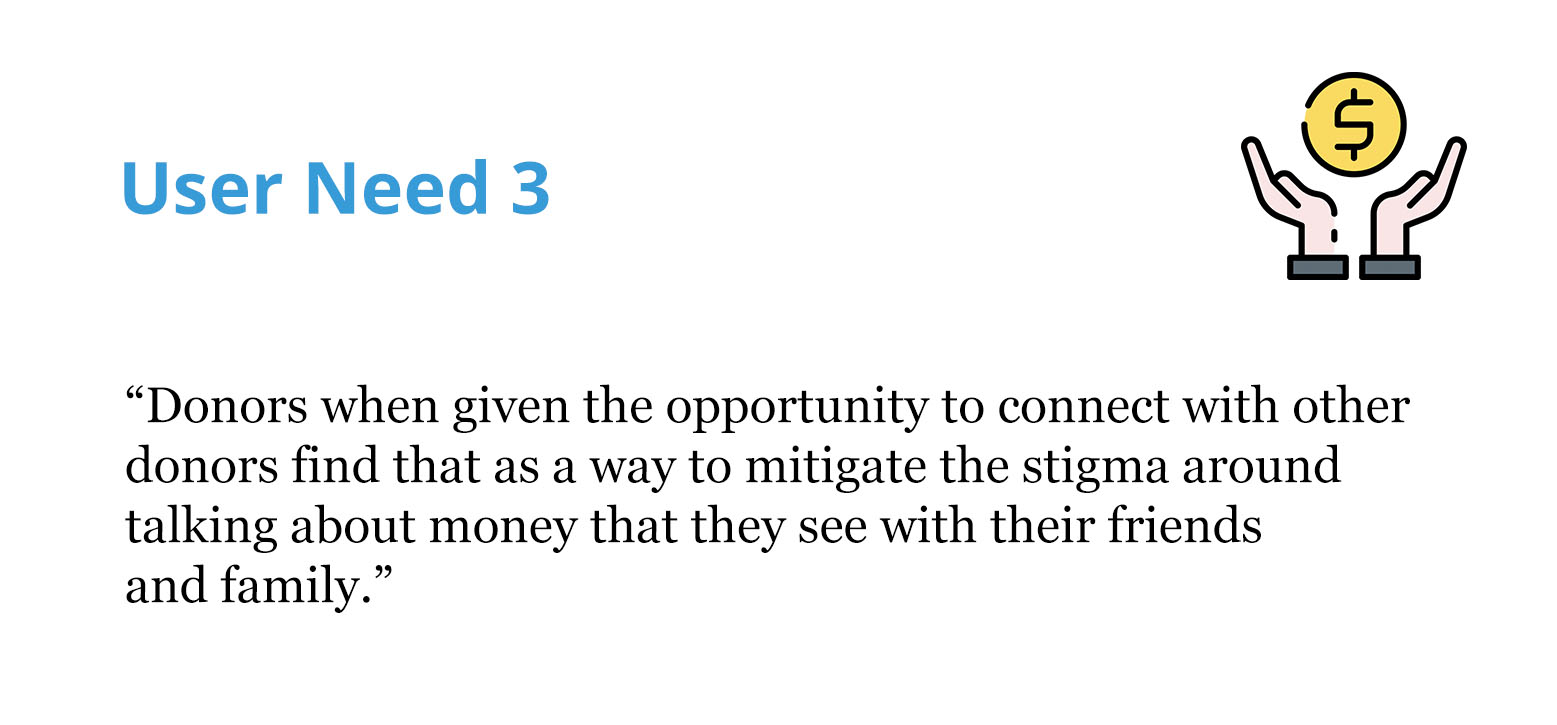 User Need 3
$
“Donors when given the opportunity to connect with other
donors find that as a way to mitigate the stigma around
talking about money that they see with their friends
and family.”